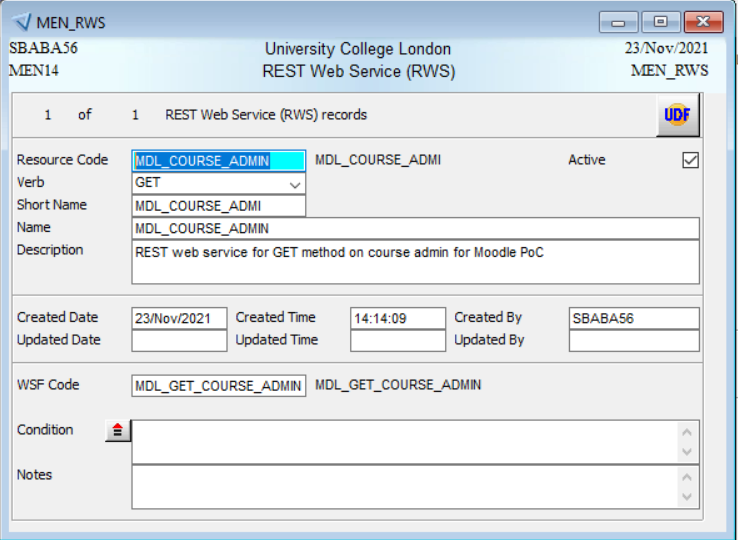 MEN_RWS
SBABA56 University College London 23/Nov/2021
MEN14 REST Web Service (RWS) MEN_RWS
1 of 1 REST Web Service (RWS) records UDF
Resource Code MDL_COURSE_ADMIN MDL_COURSE_ADMI Active
Verb GET
Short Name MDL_COURSE_ADMI
Name MDL_COURSE_ADMIN
Description REST web service for GET method on course admin for Moodle PoC
Created Date 23/Nov/2021 Created Time 14:14:09 Created By SBABA56
Updated Date Updated Time Updated By
WSF Code MDL_GET_COURSE_ADMIN MDL_GET_COURSE_ADMIN
Condition
Notes